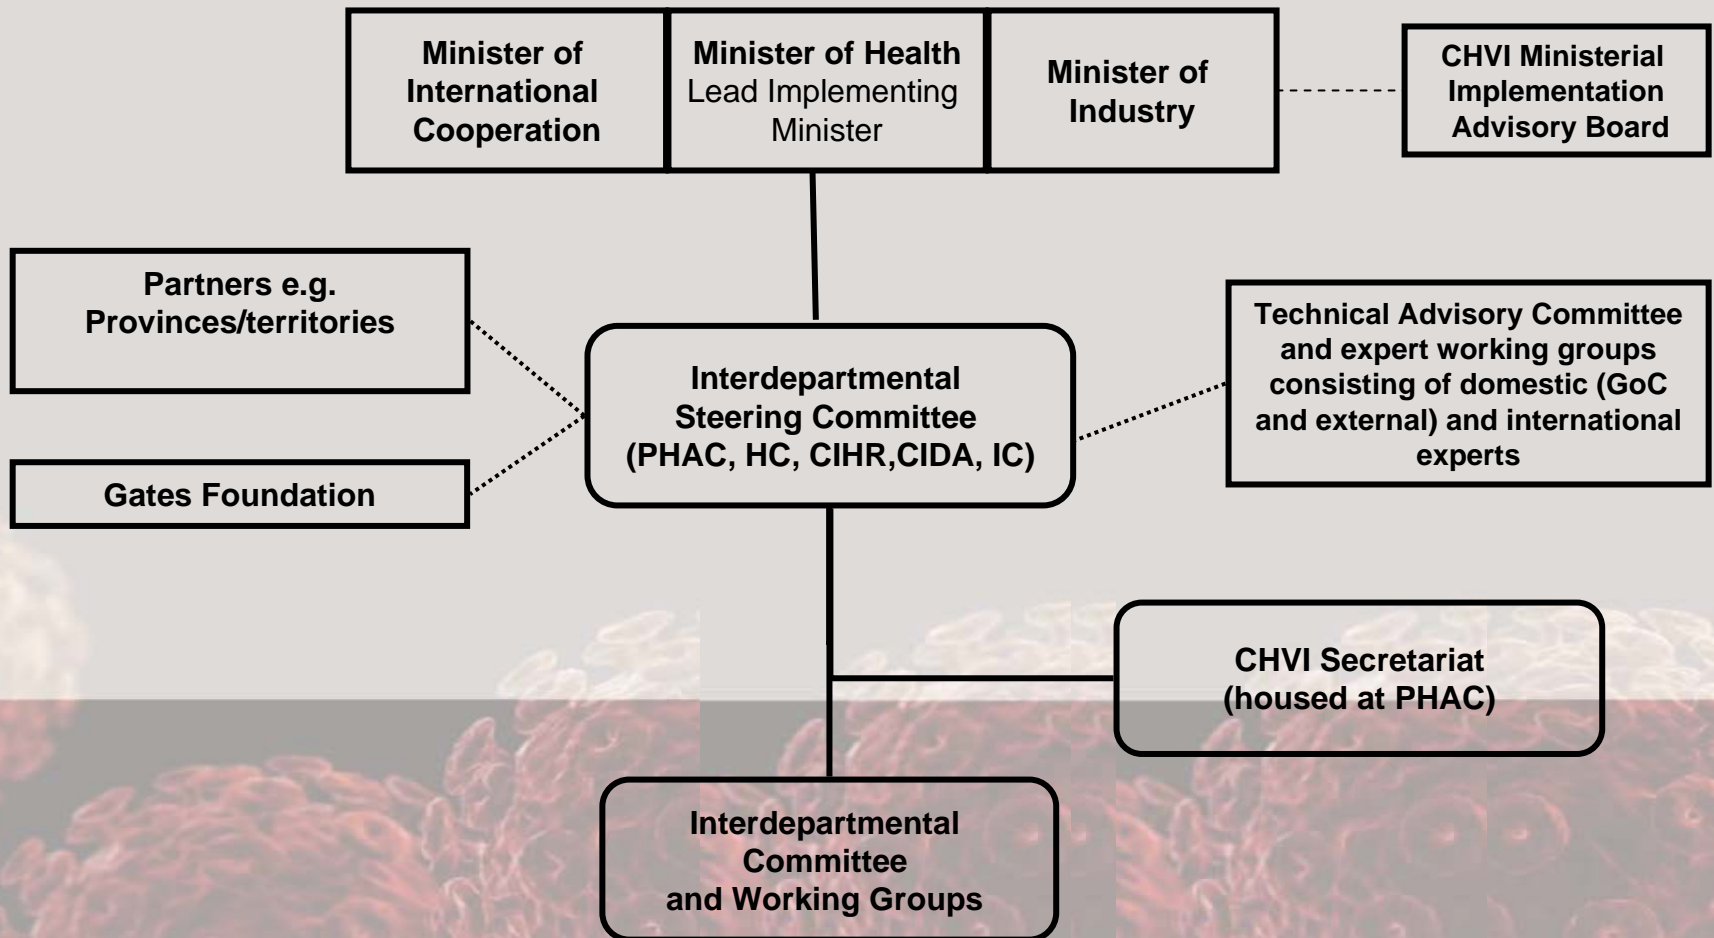 Minister of
International
Cooperation
Minister of Health
Lead Implementing
Minister
Minister of
Industry
CHVI Ministerial
Implementation
Advisory Board
Partners e.g.
Provinces/territories
Gates Foundation
Interdepartmental
Steering Committee
(PHAC, HC, CIHR,CIDA, IC)
Technical Advisory Committee
and expert working groups
consisting of domestic (GoC
and external) and international
experts
CHVI Secretariat
(housed at PHAC)
Interdepartmental
Committee
and Working Groups